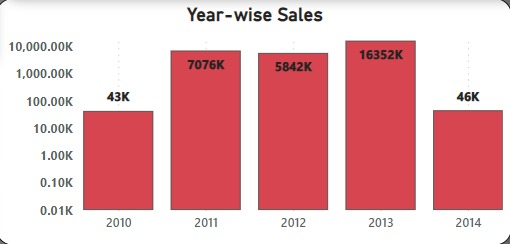 Year-wise Sales
10,000.00K
1,000.00K
100.00K
10.00K
1.00K
0.10K
0.01K
43K
7076K
5842K
16352K
46K
2010 2011 2012 2013 2014